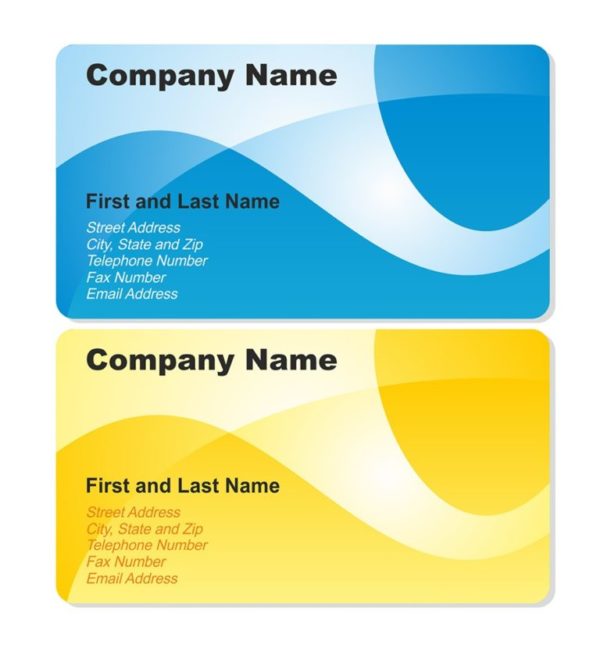 Company Name
First and Last Name
Street Address
City, State and Zip
Telephone Number
Fax Number
Email Address
Company Name
First and Last Name
Street Address
City, State and Zip
Telephone Number
Fax Number
Email Address